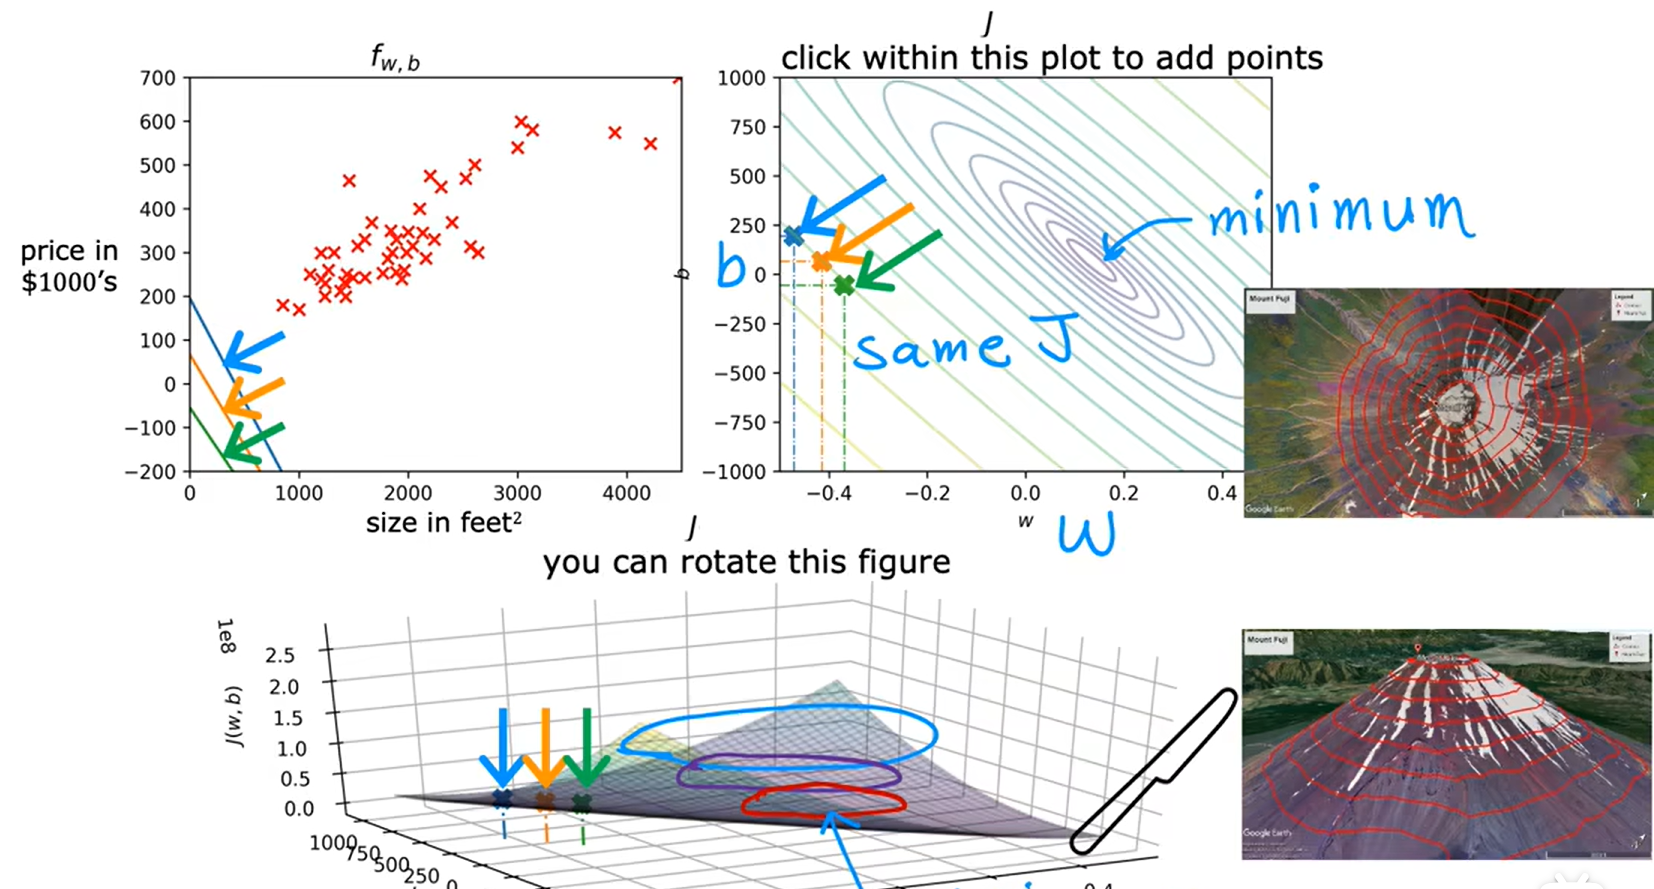 f w, b
price in
$1000’s
700
600
500
400
300
200
100
0
−100
−200
0 1000 2000 3000 4000
size in feet²
J
click within this plot to add points
1000
750
500
250
0
−250
−500
−750
−1000
b
b
minimum
same J
−0.4 −0.2 0.0 0.2 0.4
w
W
Mount Fuji
Legend
Google Earth
J
you can rotate this figure
1e8
J(w, b)
2.5
2.0
1.5
1.0
0.5
0.0
1000
750
500
250
0
Mount Fuji
Legend
Google Earth